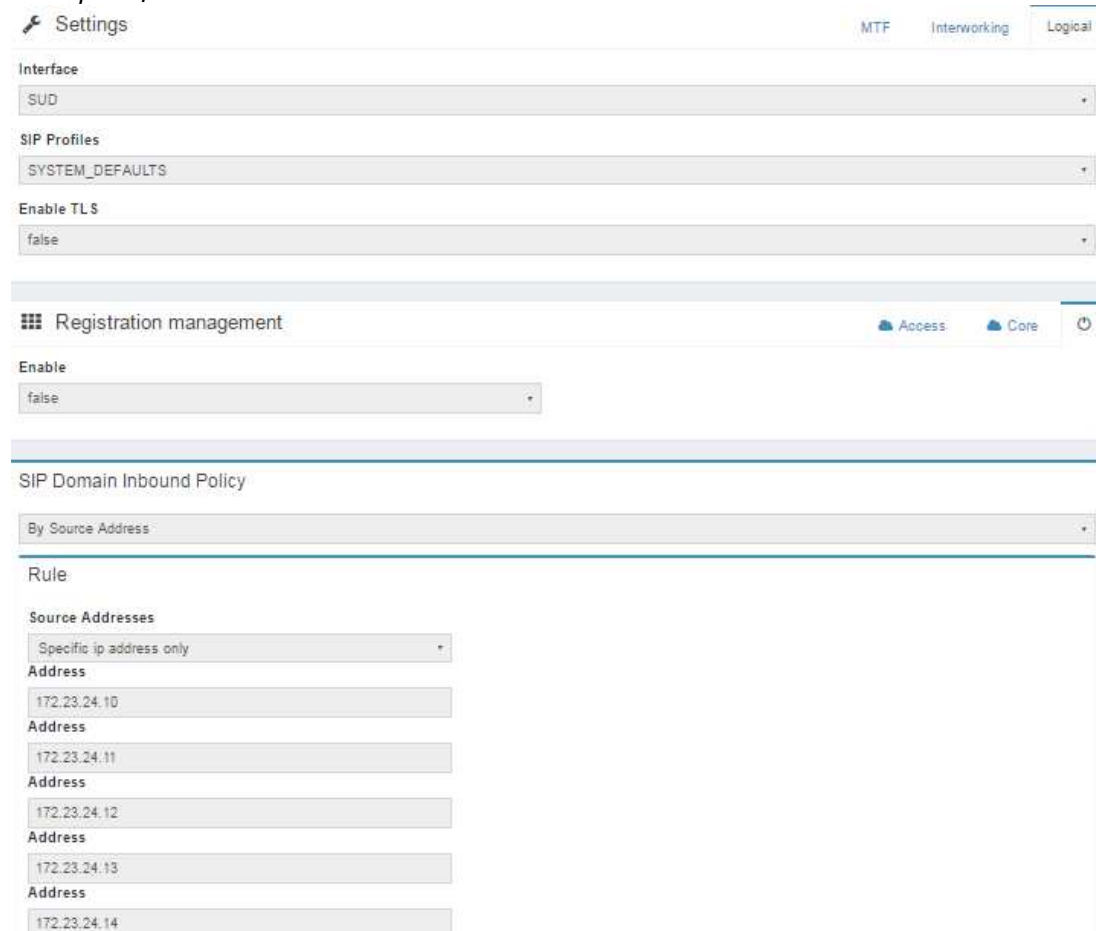 Settings MTF Interworking Logical
Interface
SUD
SIP Profiles
SYSTEM_DEFAULTS
Enable TLS
false
Registration management Access Core
Enable
false
SIP Domain Inbound Policy
By Source Address
Rule
Source Addresses
Specific ip address only
Address
172.23.24.10
Address
172.23.24.11
Address
172.23.24.12
Address
172.23.24.13
Address
172.23.24.14